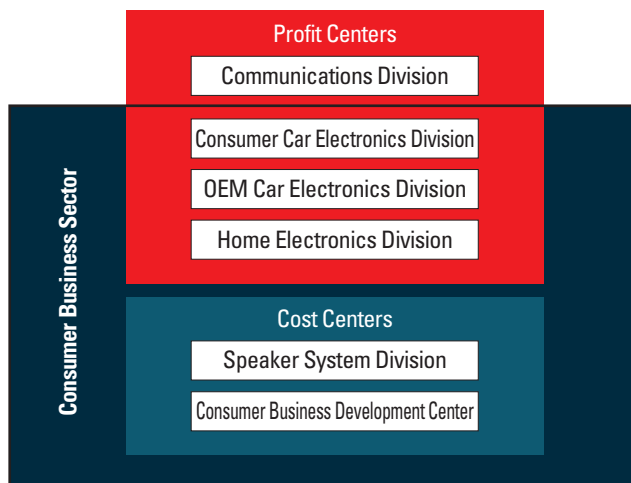 Profit Centers
Communications Division
Consumer Business Sector
Consumer Car Electronics Division
OEM Car Electronics Division
Home Electronics Division
Cost Centers
Speaker System Division
Consumer Business Development Center